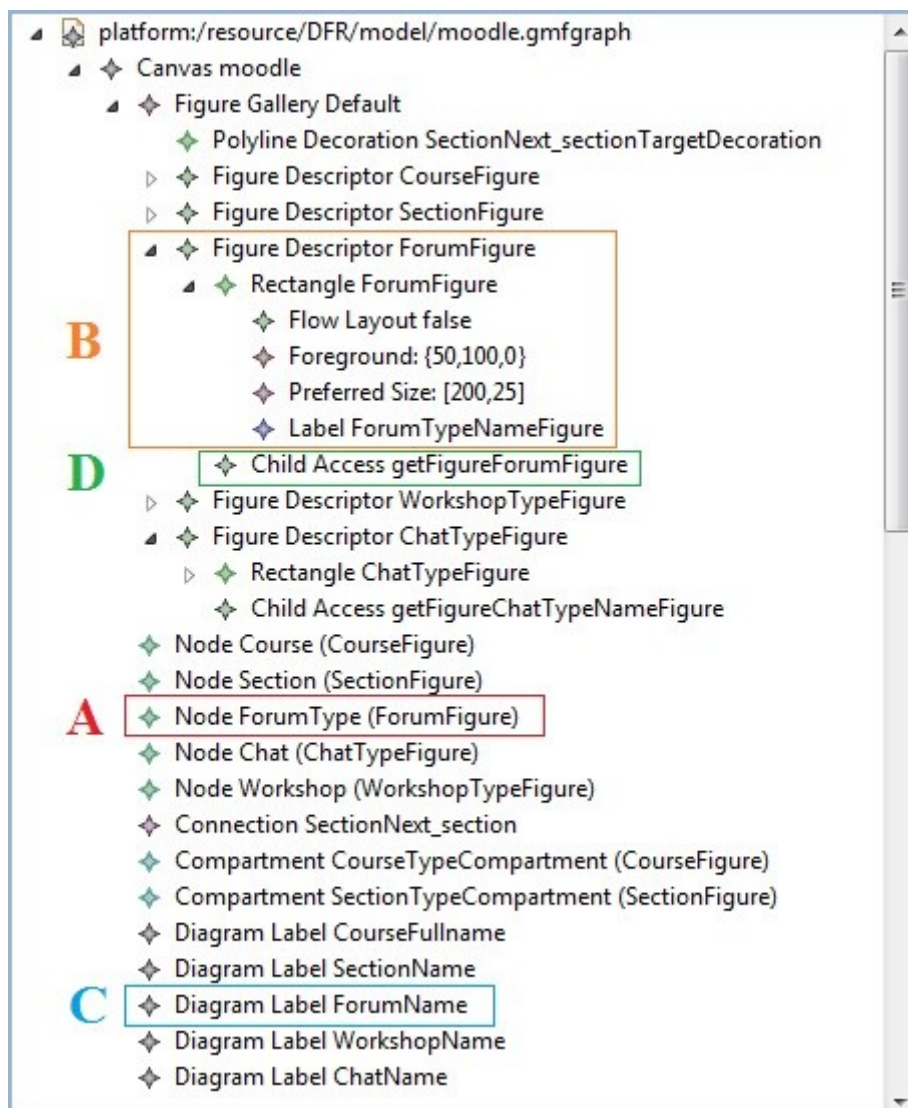 platform:/resource/DFR/model/moodle.gmfgraph
Canvas moodle
Figure Gallery Default
Polyline Decoration SectionNext_sectionTargetDecoration
Figure Descriptor CourseFigure
Figure Descriptor SectionFigure
Figure Descriptor ForumFigure
Rectangle ForumFigure
Flow Layout false
B
Foreground: {50,100,0}
Preferred Size: [200,25]
Label ForumTypeNameFigure
D
Child Access getFigureForumFigure
Figure Descriptor WorkshopTypeFigure
Figure Descriptor ChatTypeFigure
Rectangle ChatTypeFigure
Child Access getFigureChatTypeNameFigure
Node Course (CourseFigure)
Node Section (SectionFigure)
A
Node ForumType (ForumFigure)
Node Chat (ChatTypeFigure)
Node Workshop (WorkshopTypeFigure)
Connection SectionNext_section
Compartment CourseTypeCompartment (CourseFigure)
Compartment SectionTypeCompartment (SectionFigure)
Diagram Label CourseFullname
Diagram Label SectionName
C
Diagram Label ForumName
Diagram Label WorkshopName
Diagram Label ChatName